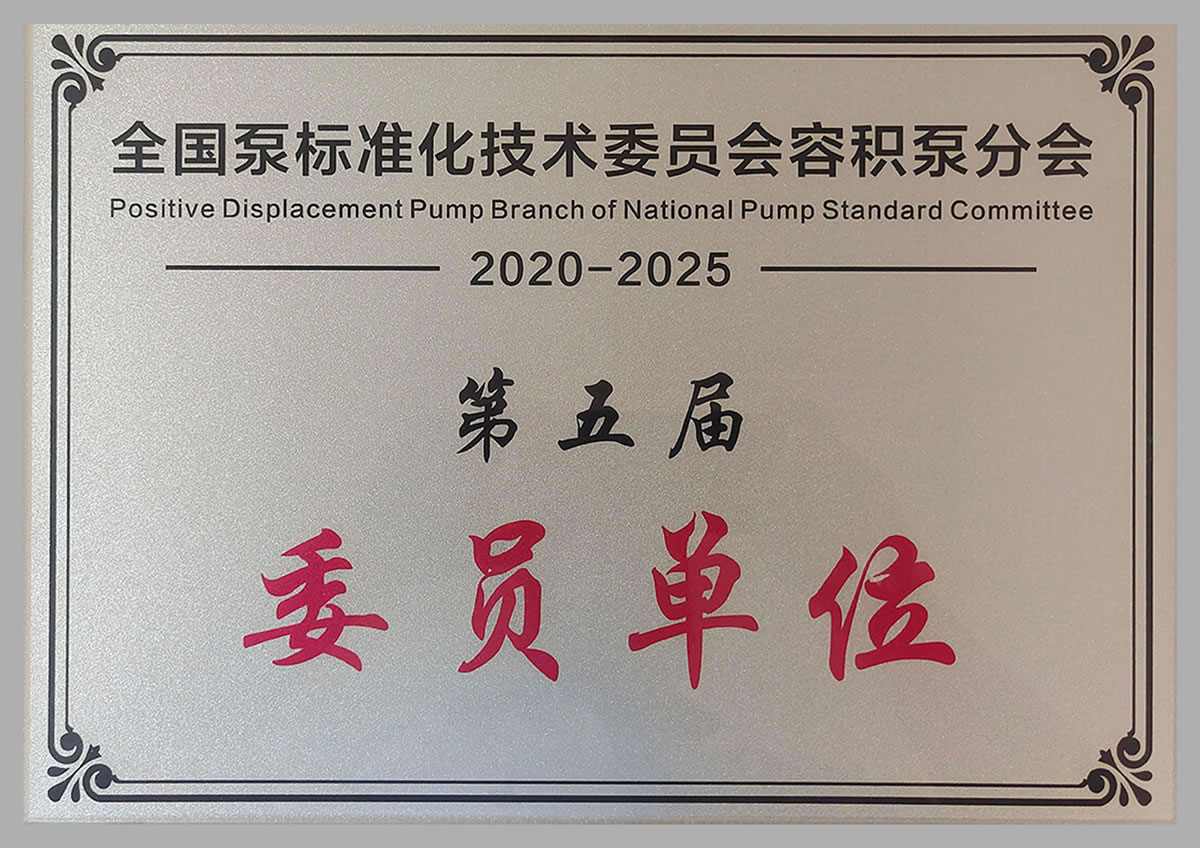 全国泵标准化技术委员会容积泵分会
Positive Displacement Pump Branch of National Pump Standard Committee
2020-2025
第五届
委员单位